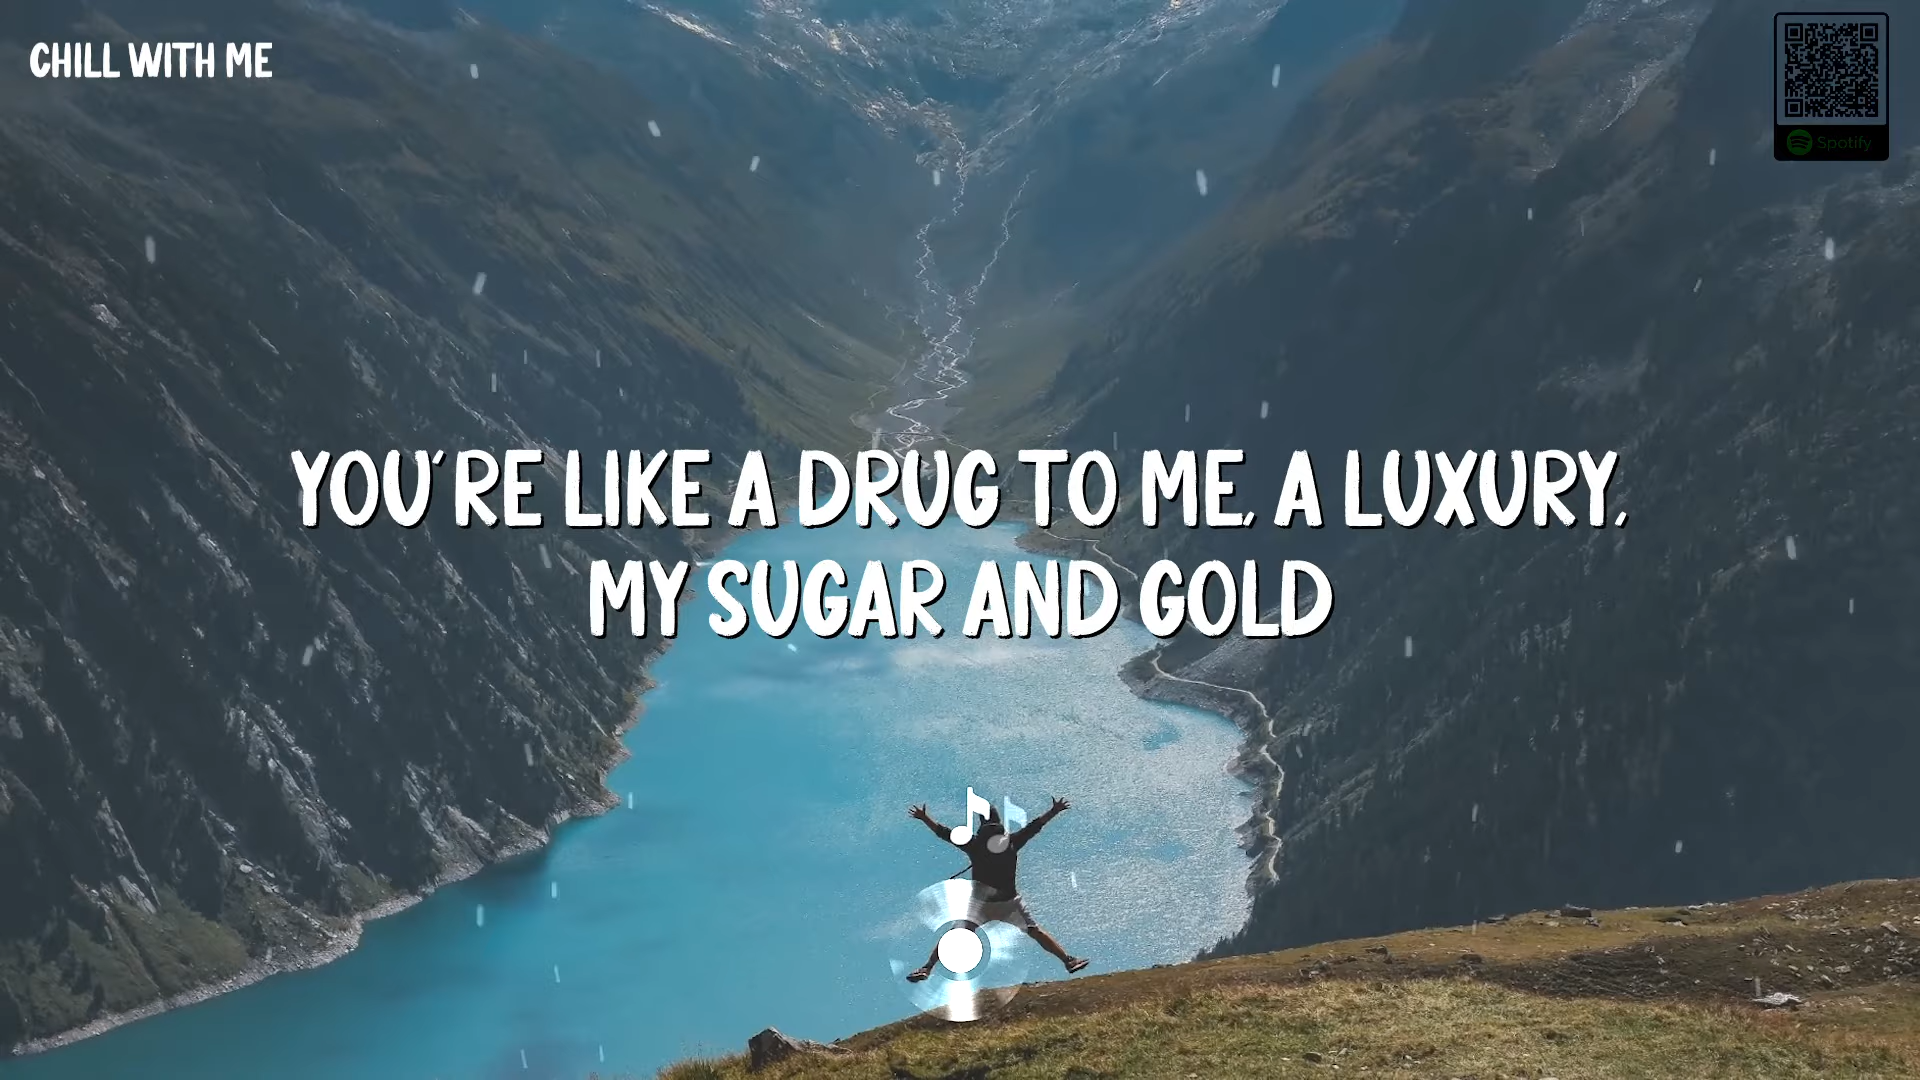 CHILL WITH ME
Spotify
YOU'RE LIKE A DRUG TO ME, A LUXURY,
MY SUGAR AND GOLD